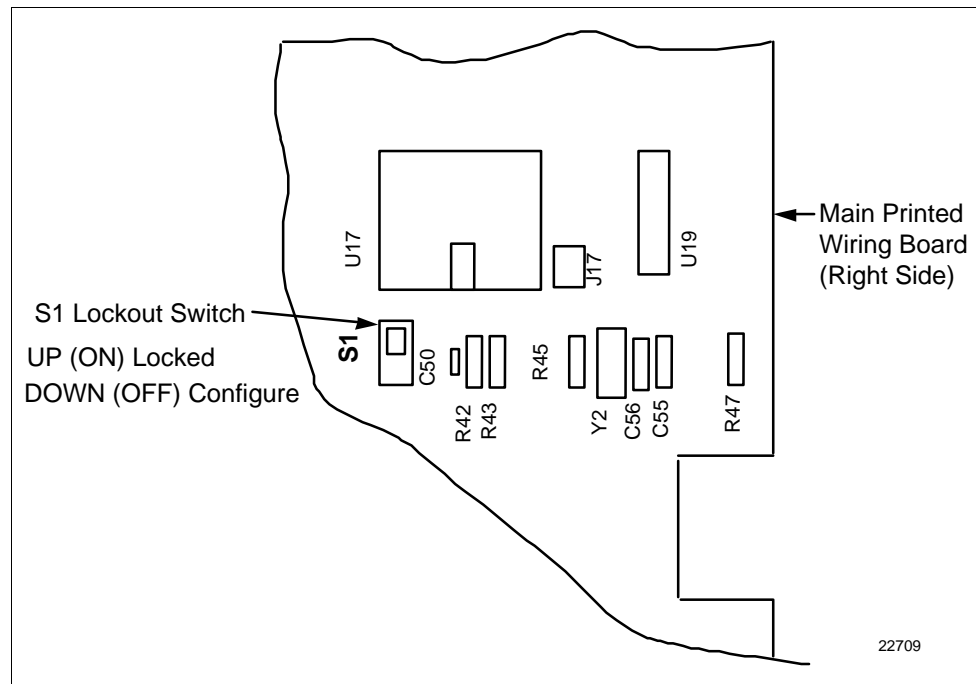 U17
J17
U19
Main Printed
Wiring Board
(Right Side)
S1 Lockout Switch
UP (ON) Locked
DOWN (OFF) Configure
S1
C50
R42
R43
R45
Y2
C56
C55
R47
22709